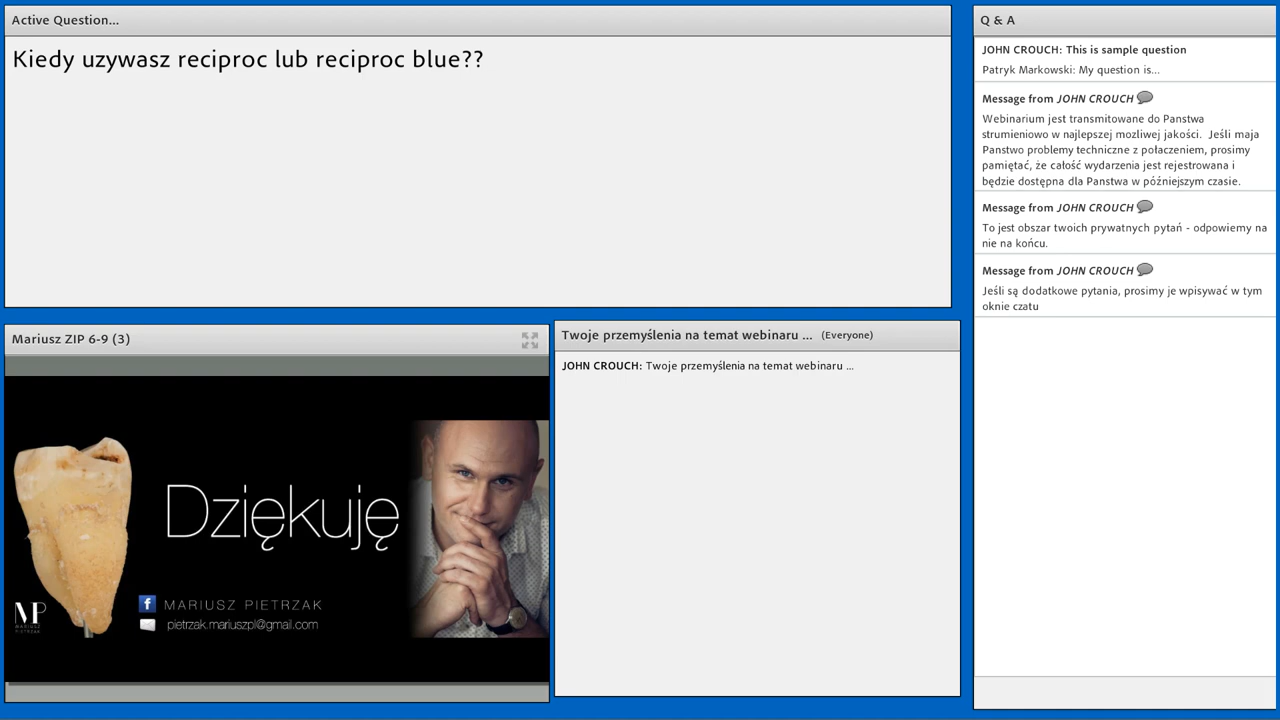 Active Question...
Kiedy uzywasz reciproc lub reciproc blue??
Mariusz ZIP 6-9 (3)
Dziękuję
MARIUSZ PIETRZAK
pietrzak.mariuszpl@gmail.com
MP
MARIUSZ
PIETRZAK
Twoje przemyślenia na temat webinaru ... (Everyone)
JOHN CROUCH: Twoje przemyślenia na temat webinaru ...
Q & A
JOHN CROUCH: This is sample question
Patryk Markowski: My question is...
Message from JOHN CROUCH
Webinarium jest transmitowane do Panstwa
strumieniowo w najlepszej mozliwej jakości. Jeśli maja
Panstwo problemy techniczne z połaczeniem, prosimy
pamiętać, że całość wydarzenia jest rejestrowana i
będzie dostępna dla Panstwa w późniejszym czasie.
Message from JOHN CROUCH
To jest obszar twoich prywatnych pytań - odpowiemy na
nie na końcu.
Message from JOHN CROUCH
Jeśli są dodatkowe pytania, prosimy je wpisywać w tym
oknie czatu